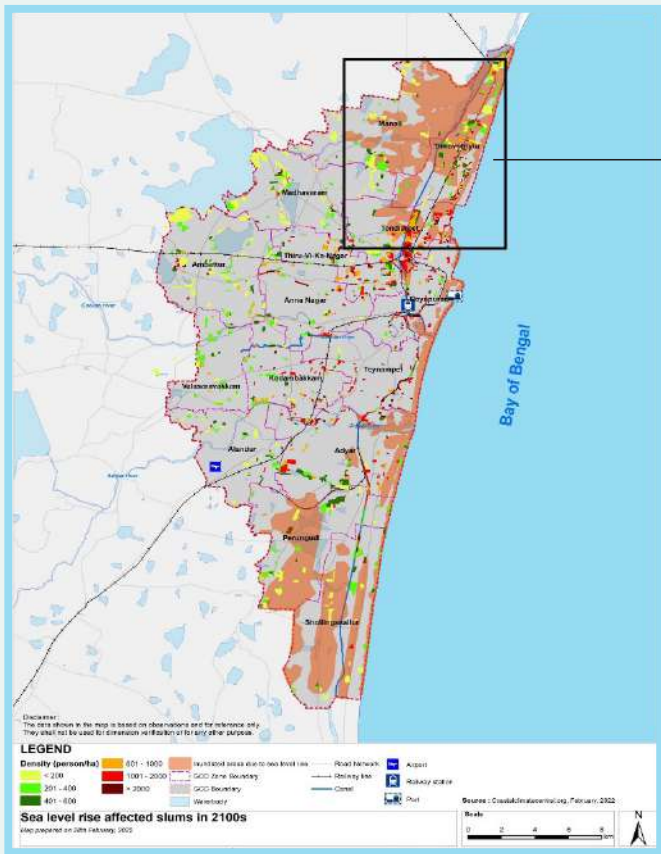 Manali
Thiruvottiyur
Madhavaram
Tondiarpet
Ambattur
Thiru-Vi-Ka-Nagar
Anna Nagar
Royapuram
Teynampet
Kodambakkam
Valasaravakkam
Alandur
Adyar
Perungudi
Sholinganallur
Bay of Bengal
Disclaimer:
The data shown in the map is based on observations and for reference only.
They shall not be used for dimension verification of for any other purpose.
LEGEND
Density (person/ha)
< 200
201 - 400
401 - 600
601 - 1000
1001 - 2000
> 2000
Inundated areas due to sea level rise
GCC Zone Boundary
GCC Boundary
Waterbody
Road Network
Railway line
Canal
Airport
Railway station
Port
Sea level rise affected slums in 2100s
Map prepared on 28th February, 2022
Source : Coastalclimatecentral.org, February, 2022
Scale
0 2 4 6 8
km
N